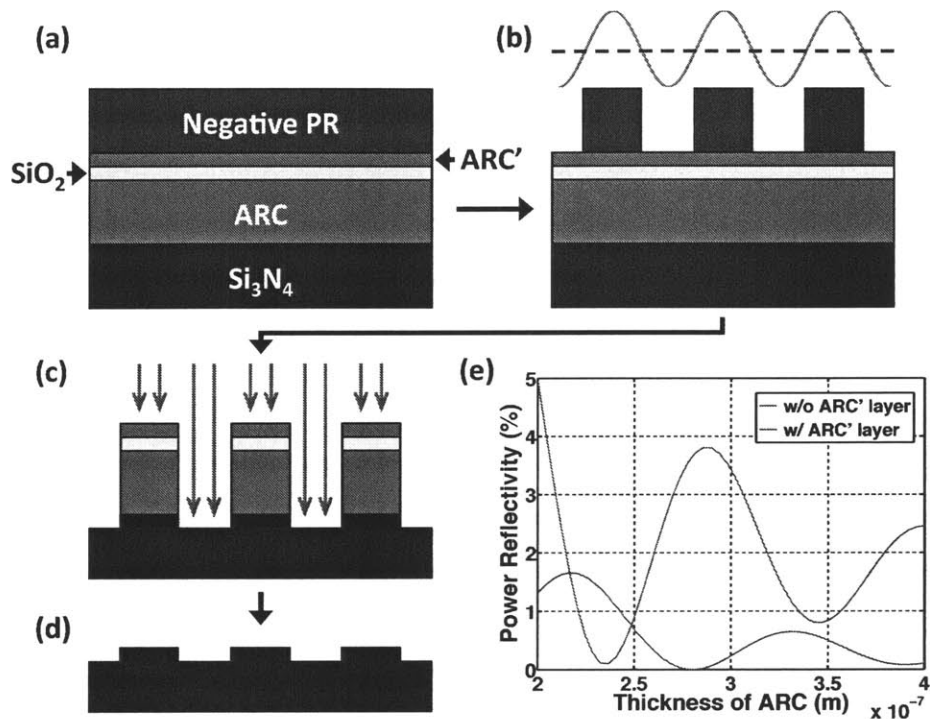 (a)
Negative PR
SiO₂
ARC'
ARC
Si₃N₄
(b)
(c)
(d)
(e)
Power Reflectivity (%)
5
4
3
2
1
0
w/o ARC' layer
w/ ARC' layer
2
2.5
3
3.5
4
Thickness of ARC (m)
x 10⁻⁷